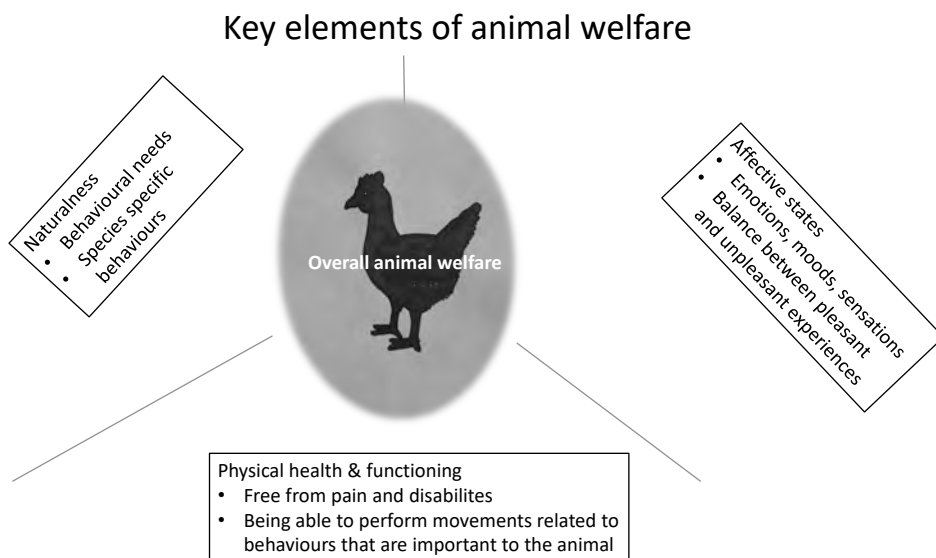 Key elements of animal welfare
Naturalness
• Behavioural needs
• Species specific
behaviours
Affective states
• Emotions, moods, sensations
• Balance between pleasant
and unpleasant experiences
Overall animal welfare
Physical health & functioning
• Free from pain and disabilites
• Being able to perform movements related to
behaviours that are important to the animal